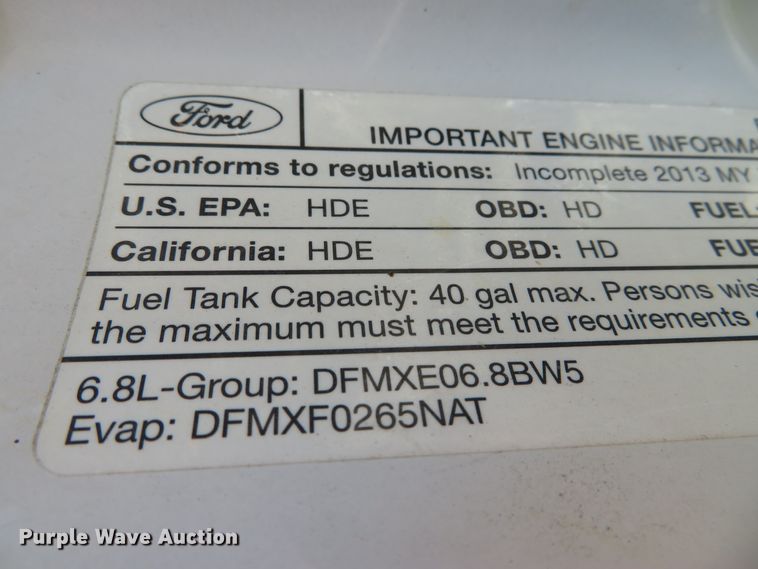 Ford
IMPORTANT ENGINE
Conforms to regulations: Incomplete 2013 MY
U.S. EPA: HDE OBD: HD FUEL:
California: HDE OBD: HD
Fuel Tank Capacity: 40 gal max. Persons
the maximum must meet the requirements
6.8L-Group: DFMXE06.8BW5
Evap: DFMXF0265NAT
Purple Wave Auction